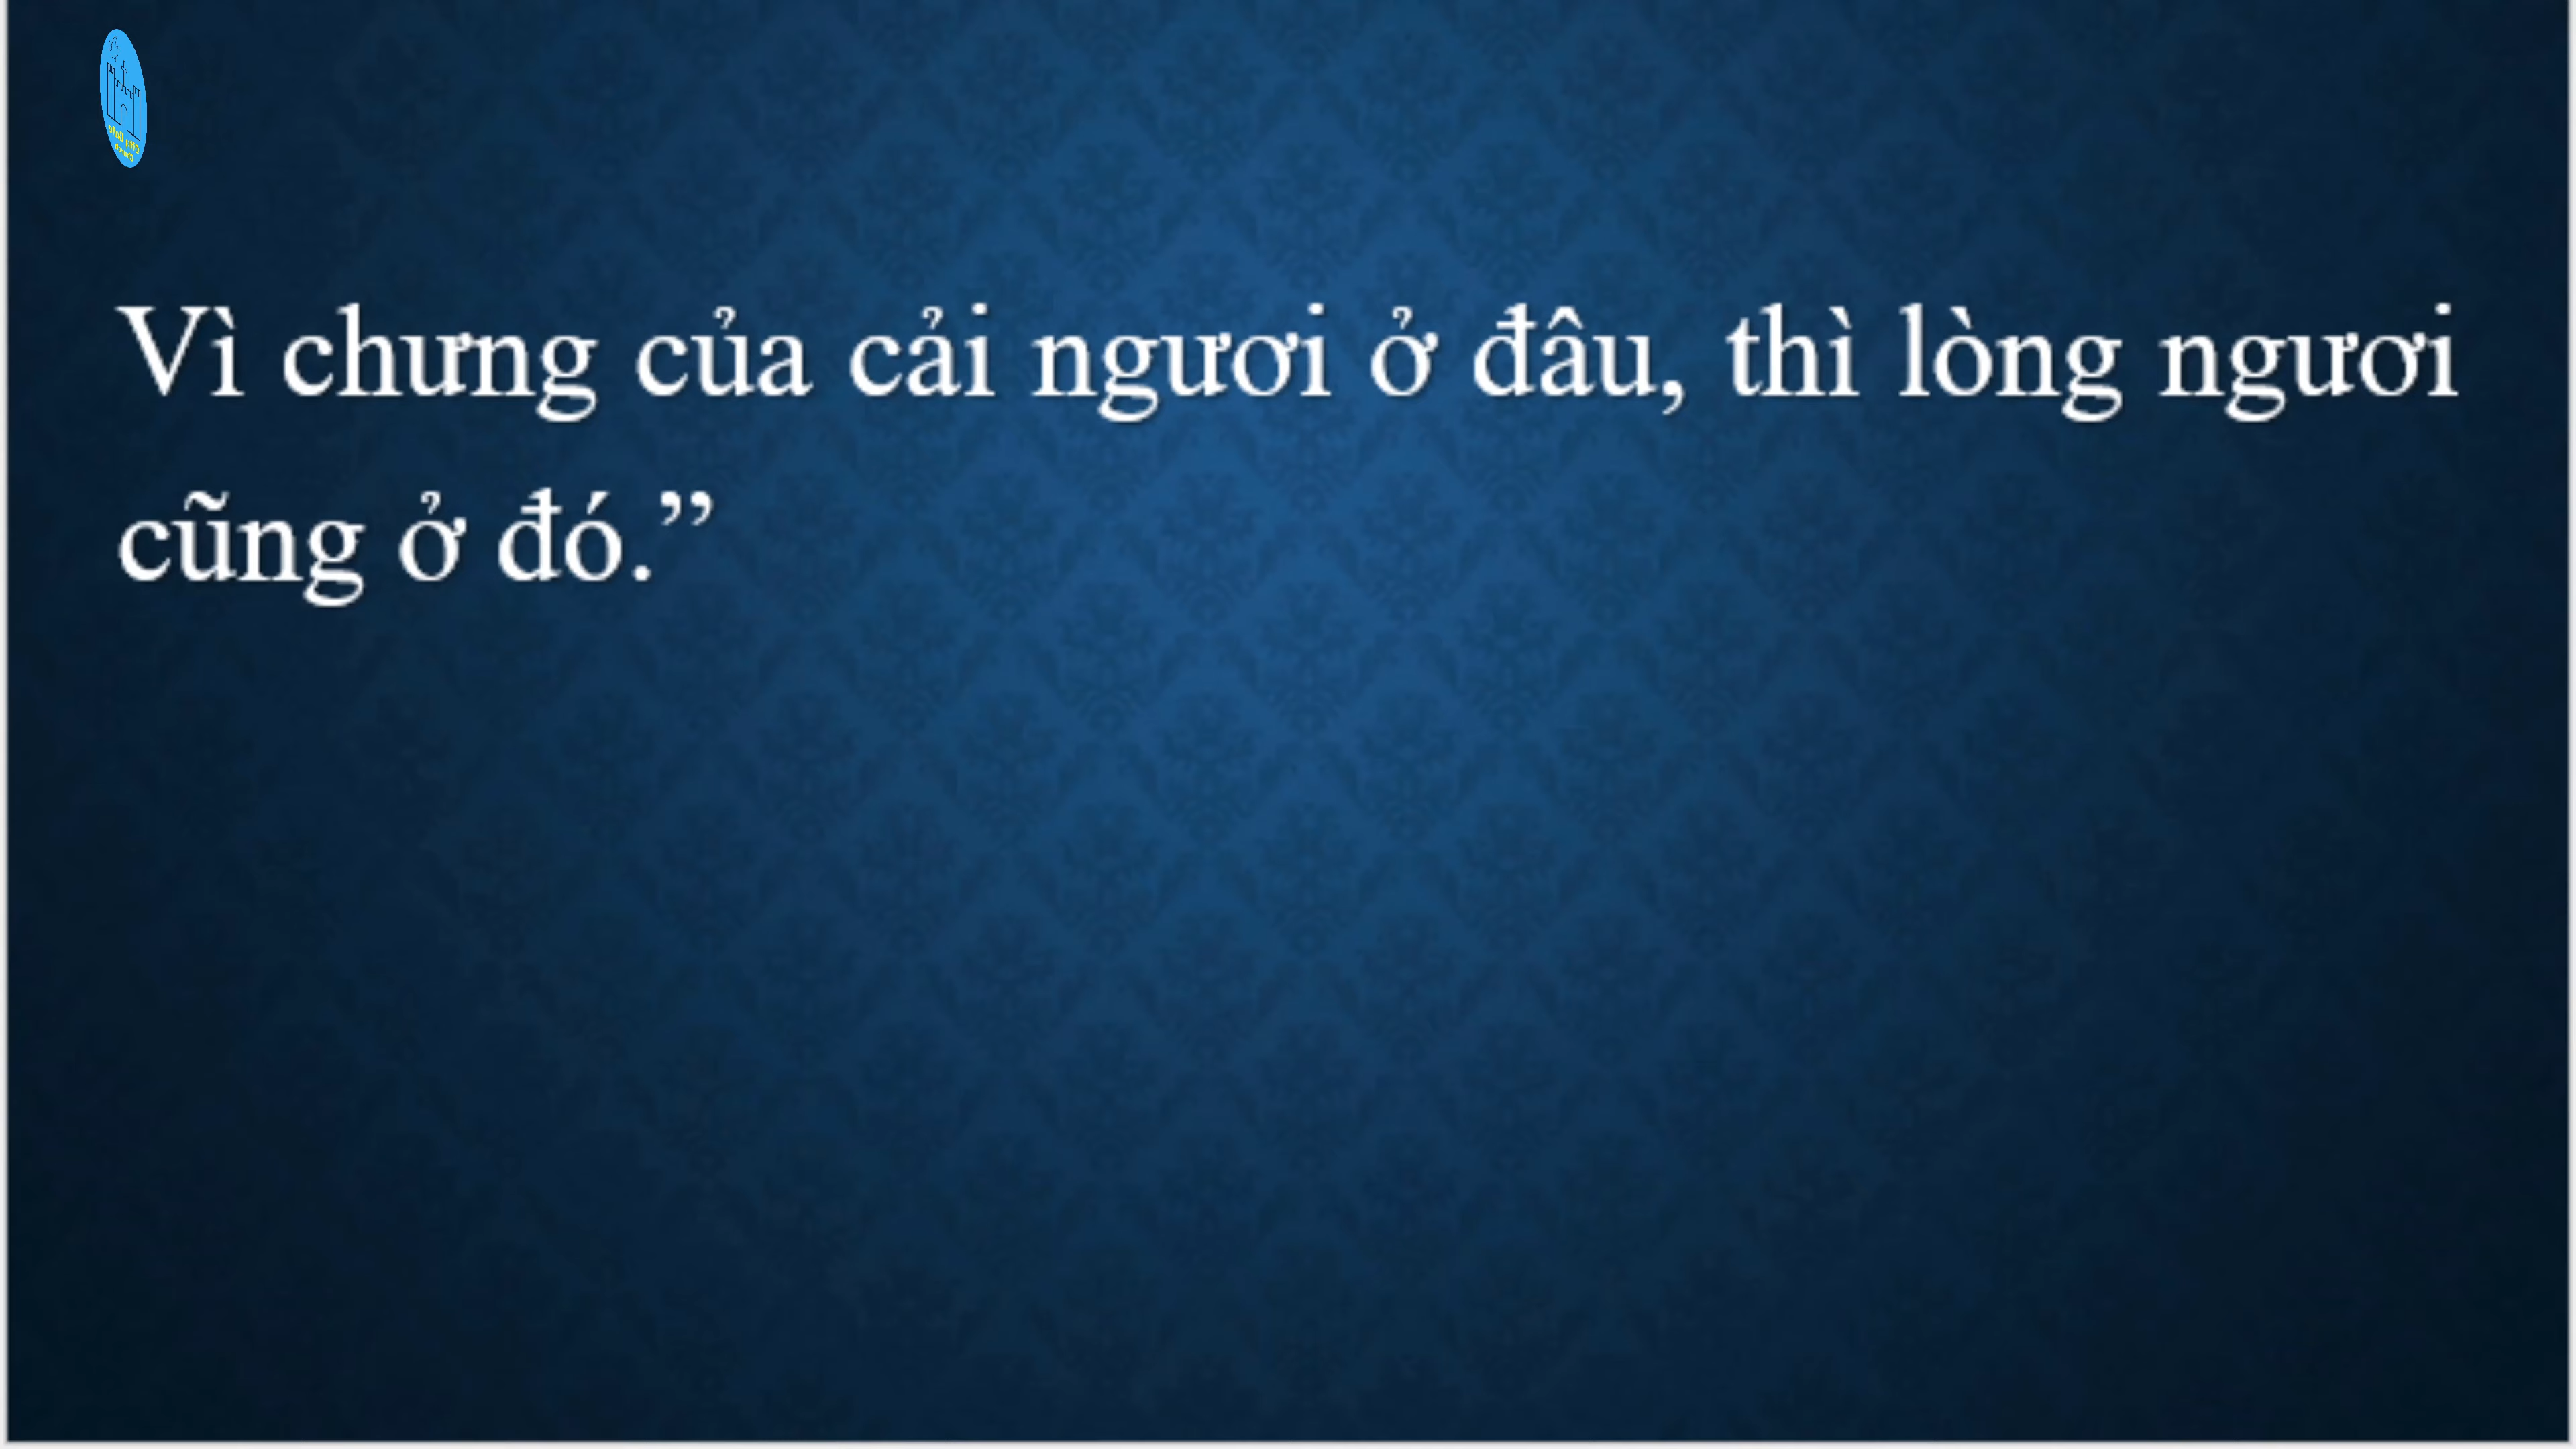 Vì chưng của cải ngươi ở đâu, thì lòng ngươi
cũng ở đó.”